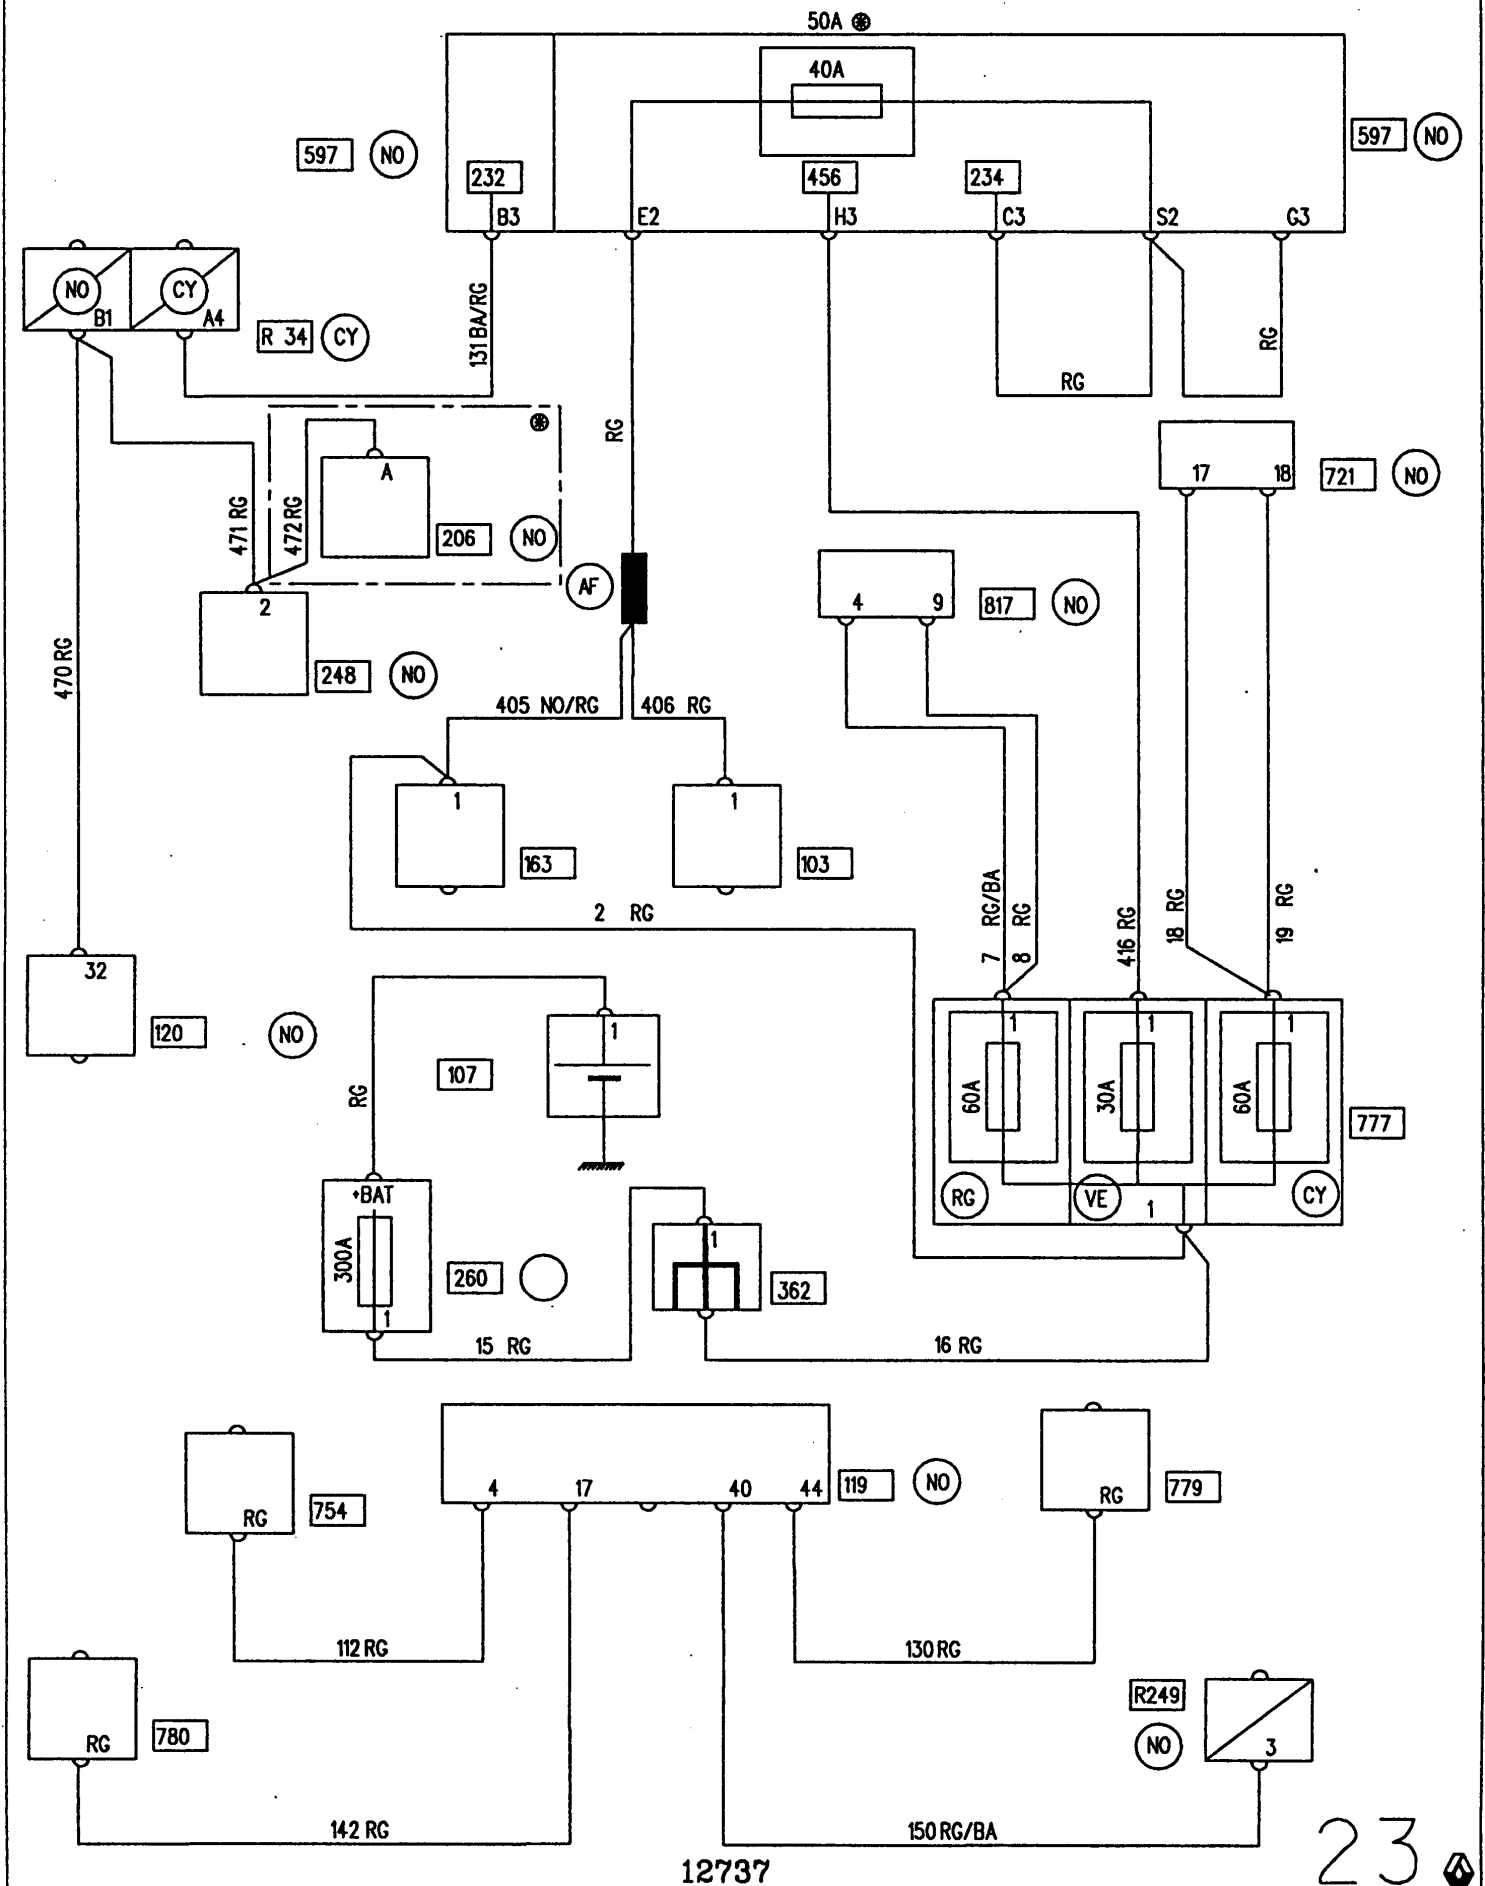 50A
40A
597 NO
232
456
234
597 NO
B3
E2
H3
C3
S2
G3
NO
B1
CY
A4
R 34 CY
131 BA/RG
RG
RG
RG
A
472 RG
471 RG
206 NO
17
18
721 NO
2
AF
4
9
817 NO
248 NO
470 RG
405 NO/RG
406 RG
1
1
163
103
2 RG
7 RG/BA
8 RG
416 RG
18 RG
19 RG
32
120 NO
1
107
RG
1
1
1
60A
30A
60A
777
RG
VE
1
CY
+BAT
300A
1
260
1
362
15 RG
16 RG
4
17
40
44
119 NO
RG
754
RG
779
112 RG
130 RG
RG
780
R249
NO
3
142 RG
150 RG/BA
12737
23